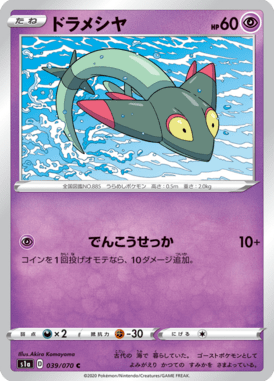 たね ドラメシヤ HP60
全国図鑑NO.885 うらめしやポケモン 高さ：0.5m 重さ：2.0kg
でんこうせっか 10+
コインを1回投げオモテなら、10ダメージ追加。
弱点 ×2 抵抗力 -30 にげる
Illus. Akira Komayama
s1a D 039/070 C
古代の 海で 暮らしていた。 ゴーストポケモンとして
よみがえり かつての すみかを さまよっている。
©2020 Pokémon/Nintendo/Creatures/GAME FREAK.